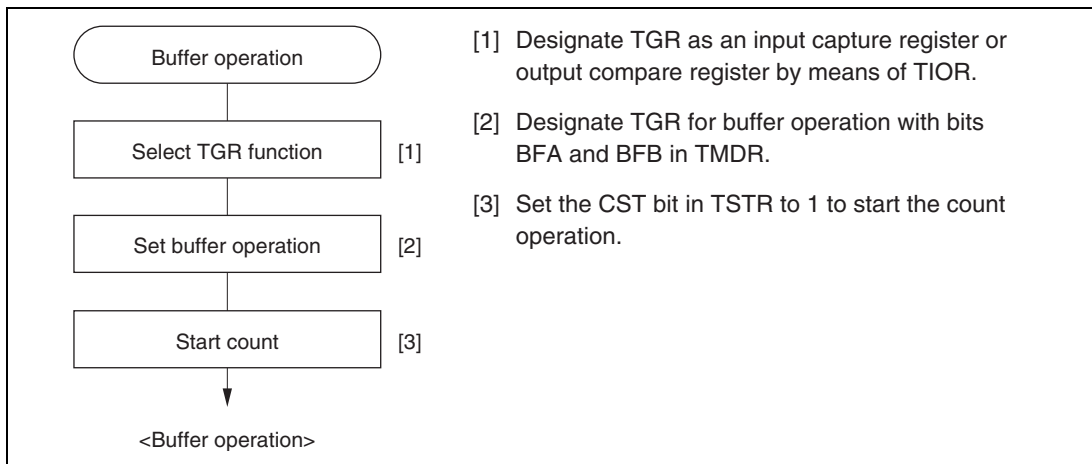 Buffer operation
Select TGR function [1]
Set buffer operation [2]
Start count [3]
<Buffer operation>
[1] Designate TGR as an input capture register or
output compare register by means of TIOR.
[2] Designate TGR for buffer operation with bits
BFA and BFB in TMDR.
[3] Set the CST bit in TSTR to 1 to start the count
operation.